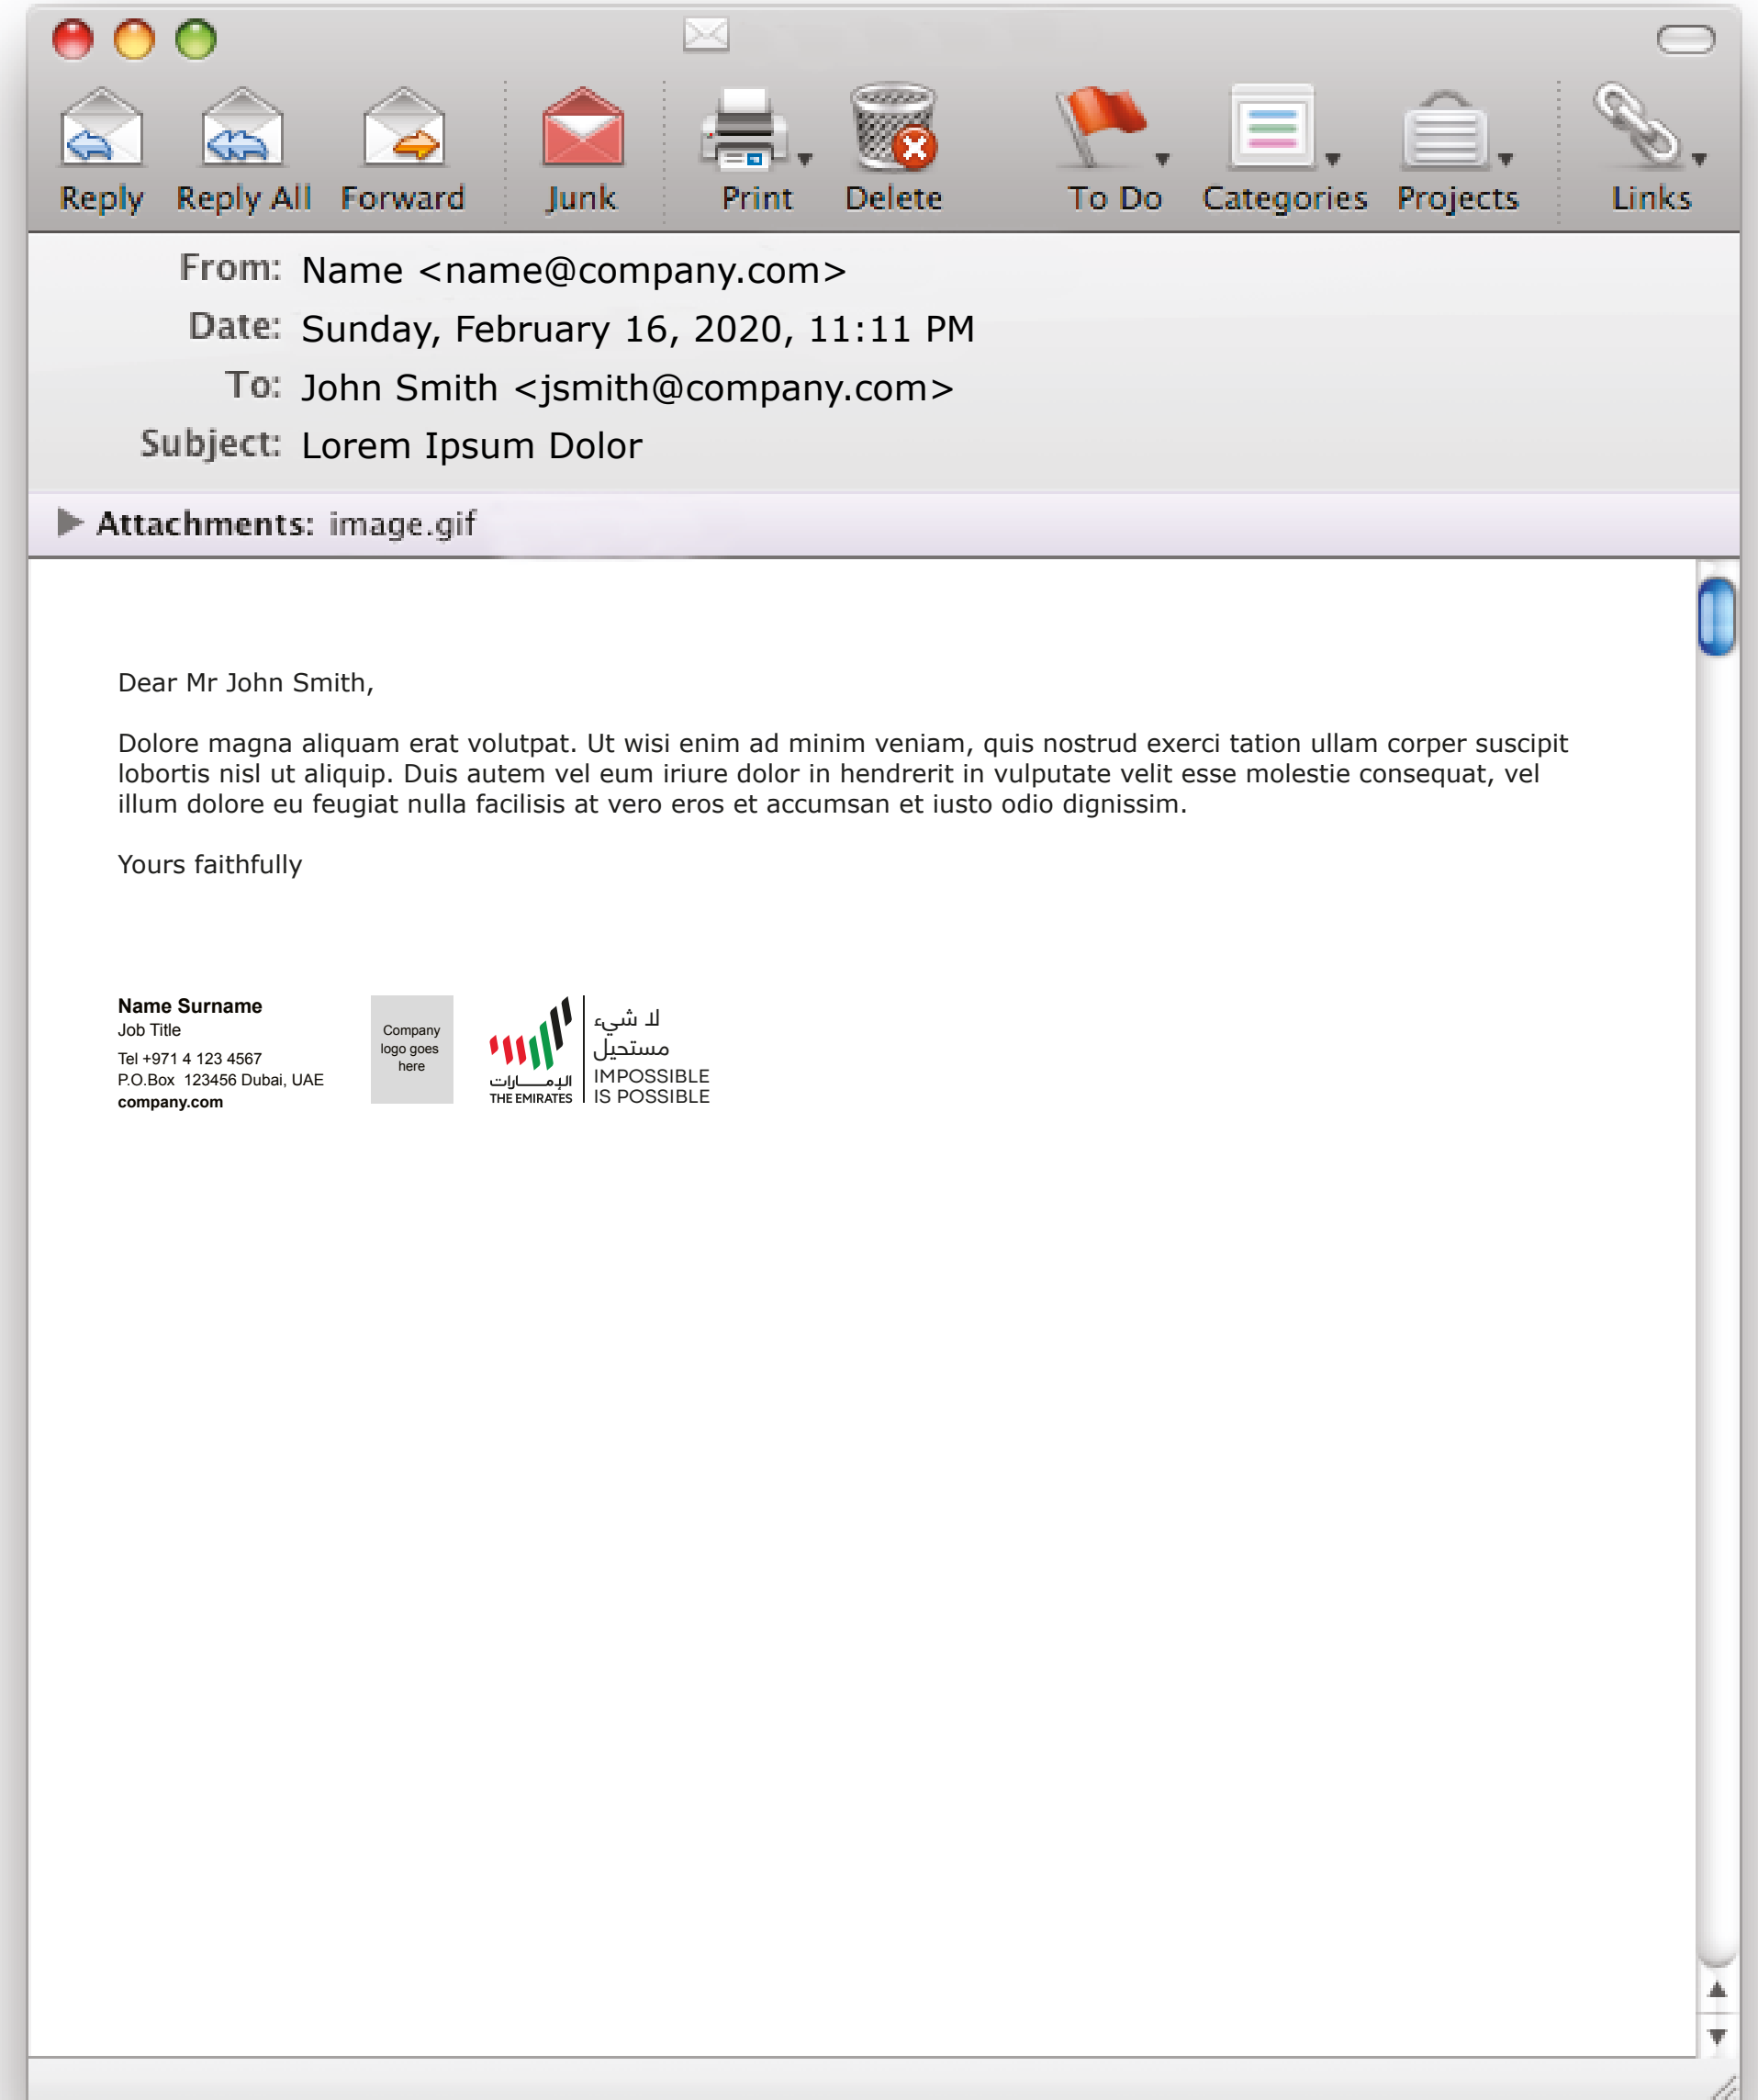 Reply Reply All Forward Junk Print Delete To Do Categories Projects Links
From: Name <name@company.com>
Date: Sunday, February 16, 2020, 11:11 PM
To: John Smith <jsmith@company.com>
Subject: Lorem Ipsum Dolor
Attachments: image.gif
Dear Mr John Smith,
Dolore magna aliquam erat volutpat. Ut wisi enim ad minim veniam, quis nostrud exerci tation ullam corper suscipit
lobortis nisl ut aliquip. Duis autem vel eum iriure dolor in hendrerit in vulputate velit esse molestie consequat, vel
illum dolore eu feugiat nulla facilisis at vero eros et accumsan et iusto odio dignissim.
Yours faithfully
Name Surname
Job Title
Tel +971 4 123 4567
P.O.Box 123456 Dubai, UAE
company.com
Company
logo goes
here
الإمارات
THE EMIRATES
لا شيء
مستحيل
IMPOSSIBLE
IS POSSIBLE